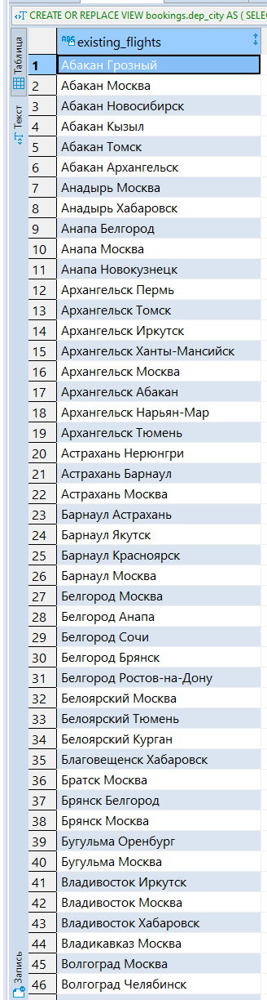 CREATE OR REPLACE VIEW bookings.dep_city AS ( SELE
Таблица
Текст
Запись
ABC existing_flights
1 Абакан Грозный
2 Абакан Москва
3 Абакан Новосибирск
4 Абакан Кызыл
5 Абакан Томск
6 Абакан Архангельск
7 Анадырь Москва
8 Анадырь Хабаровск
9 Анапа Белгород
10 Анапа Москва
11 Анапа Новокузнецк
12 Архангельск Пермь
13 Архангельск Томск
14 Архангельск Иркутск
15 Архангельск Ханты-Мансийск
16 Архангельск Москва
17 Архангельск Абакан
18 Архангельск Нарьян-Мар
19 Архангельск Тюмень
20 Астрахань Нерюнгри
21 Астрахань Барнаул
22 Астрахань Москва
23 Барнаул Астрахань
24 Барнаул Якутск
25 Барнаул Красноярск
26 Барнаул Москва
27 Белгород Москва
28 Белгород Анапа
29 Белгород Сочи
30 Белгород Брянск
31 Белгород Ростов-на-Дону
32 Белоярский Москва
33 Белоярский Тюмень
34 Белоярский Курган
35 Благовещенск Хабаровск
36 Братск Москва
37 Брянск Белгород
38 Брянск Москва
39 Бугульма Оренбург
40 Бугульма Москва
41 Владивосток Иркутск
42 Владивосток Москва
43 Владивосток Хабаровск
44 Владикавказ Москва
45 Волгоград Москва
46 Волгоград Челябинск